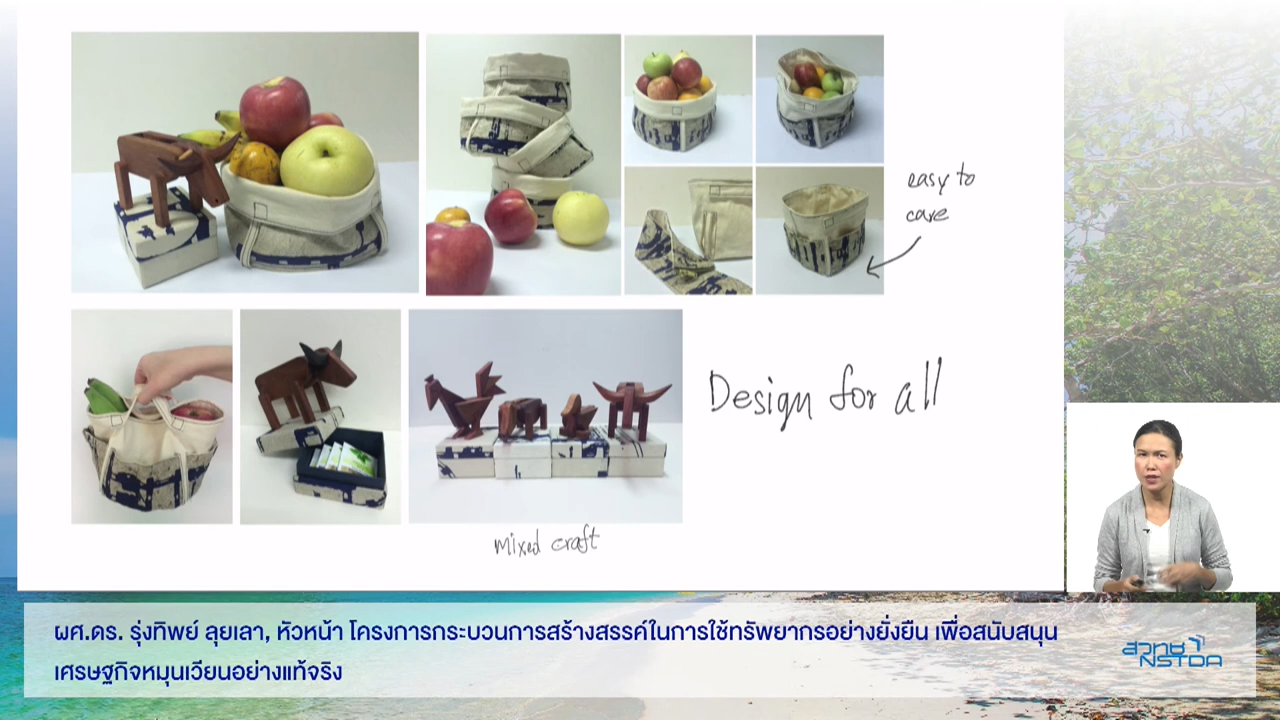 easy to
care
Design for all
mixed craft
ผศ.ดร. รุ่งทิพย์ ลุยเลา, หัวหน้า โครงการกระบวนการสร้างสรรค์ในการใช้ทรัพยากรอย่างยั่งยืน เพื่อสนับสนุน
เศรษฐกิจหมุนเวียนอย่างแท้จริง
สวทช
NSTDA